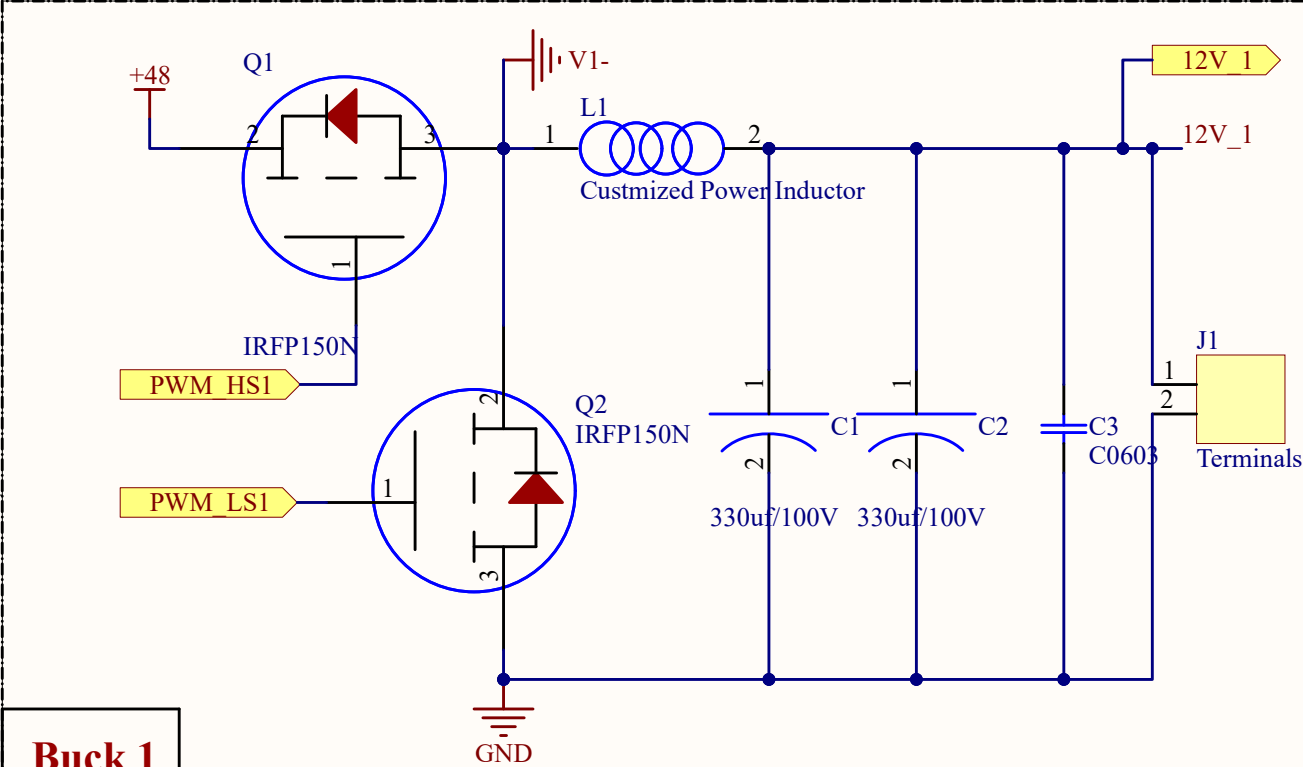 +48
Q1
V1-
12V_1
L1
2
3
1
2
12V_1
Custmized Power Inductor
1
IRFP150N
PWM_HS1
J1
1
2
2
Q2
IRFP150N
1
1
C1
C2
C3
C0603
2
2
Terminals
PWM_LS1
1
330uf/100V
330uf/100V
3
GND
Buck 1